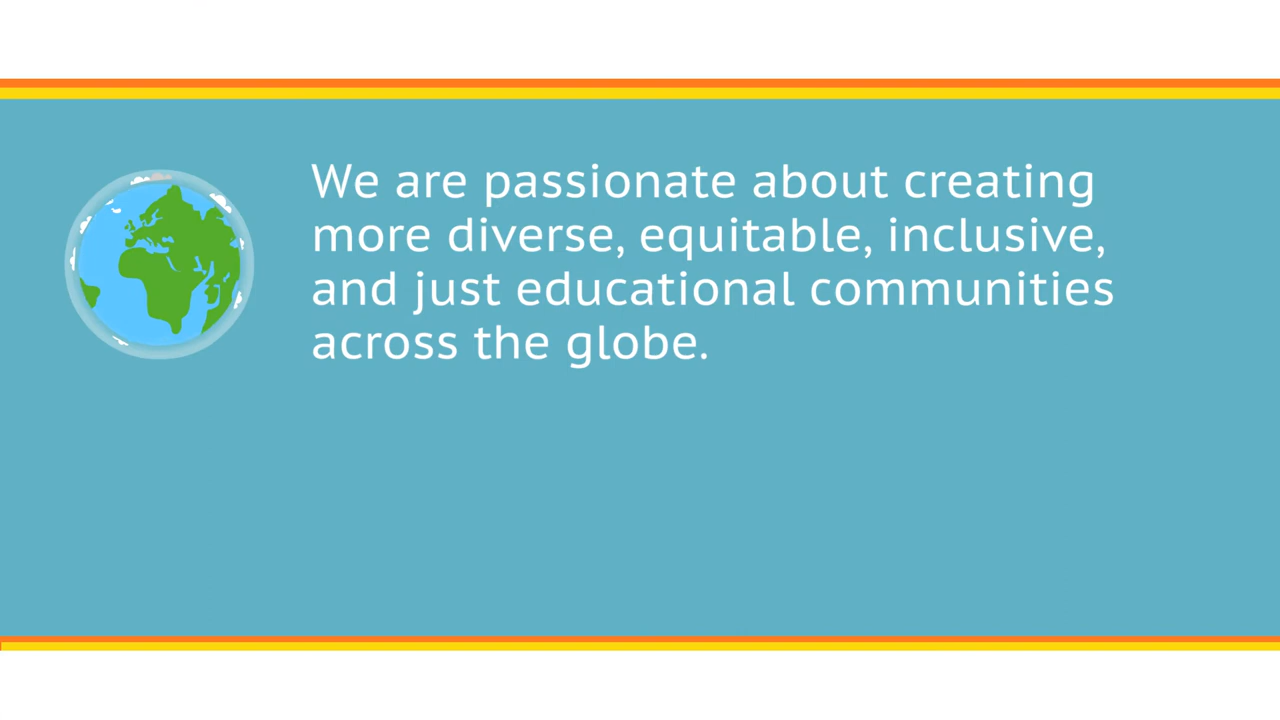 We are passionate about creating
more diverse, equitable, inclusive,
and just educational communities
across the globe.